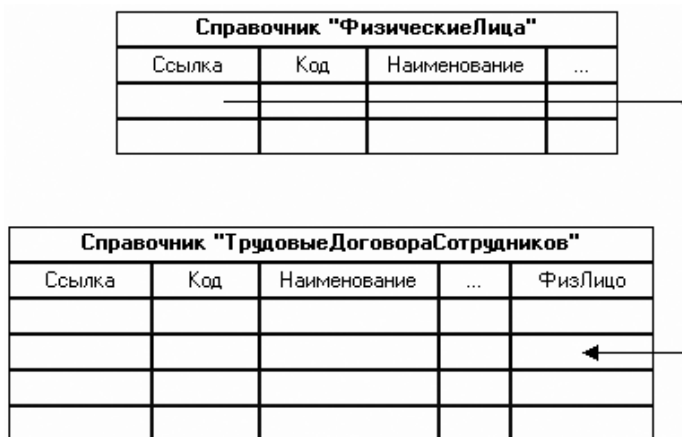 Справочник "ФизическиеЛица"
Ссылка Код Наименование ...
Справочник "ТрудовыеДоговораСотрудников"
Ссылка Код Наименование ... ФизЛицо